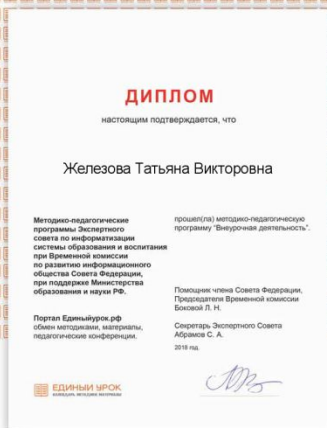 ДИПЛОМ
настоящим подтверждается, что
Железова Татьяна Викторовна
Методико-педагогические
программы Экспертного
совета по информатизации
системы образования и воспитания
при Временной комиссии
по развитию информационного
общества Совета Федерации,
при поддержке Министерства
образования и науки РФ.
Портал Единыйурок.рф
обмен методиками, материалы,
педагогические конференции.
прошел(ла) методико-педагогическую
программу "Внеурочная деятельность".
Помощник члена Совета Федерации,
Председатели Временной комиссии
Боковой Л. Н.
Секретарь Экспертного Совета
Абрамов С. А.
2018 год.
ЕДИНЫЙ УРОК